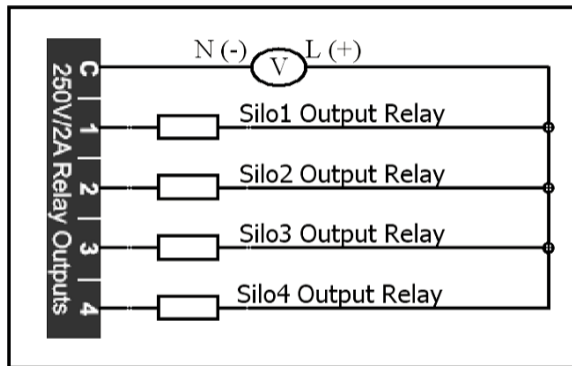 250V/2A Relay Outputs
C 1 2 3 4
N (-) V L (+)
Silo1 Output Relay
Silo2 Output Relay
Silo3 Output Relay
Silo4 Output Relay